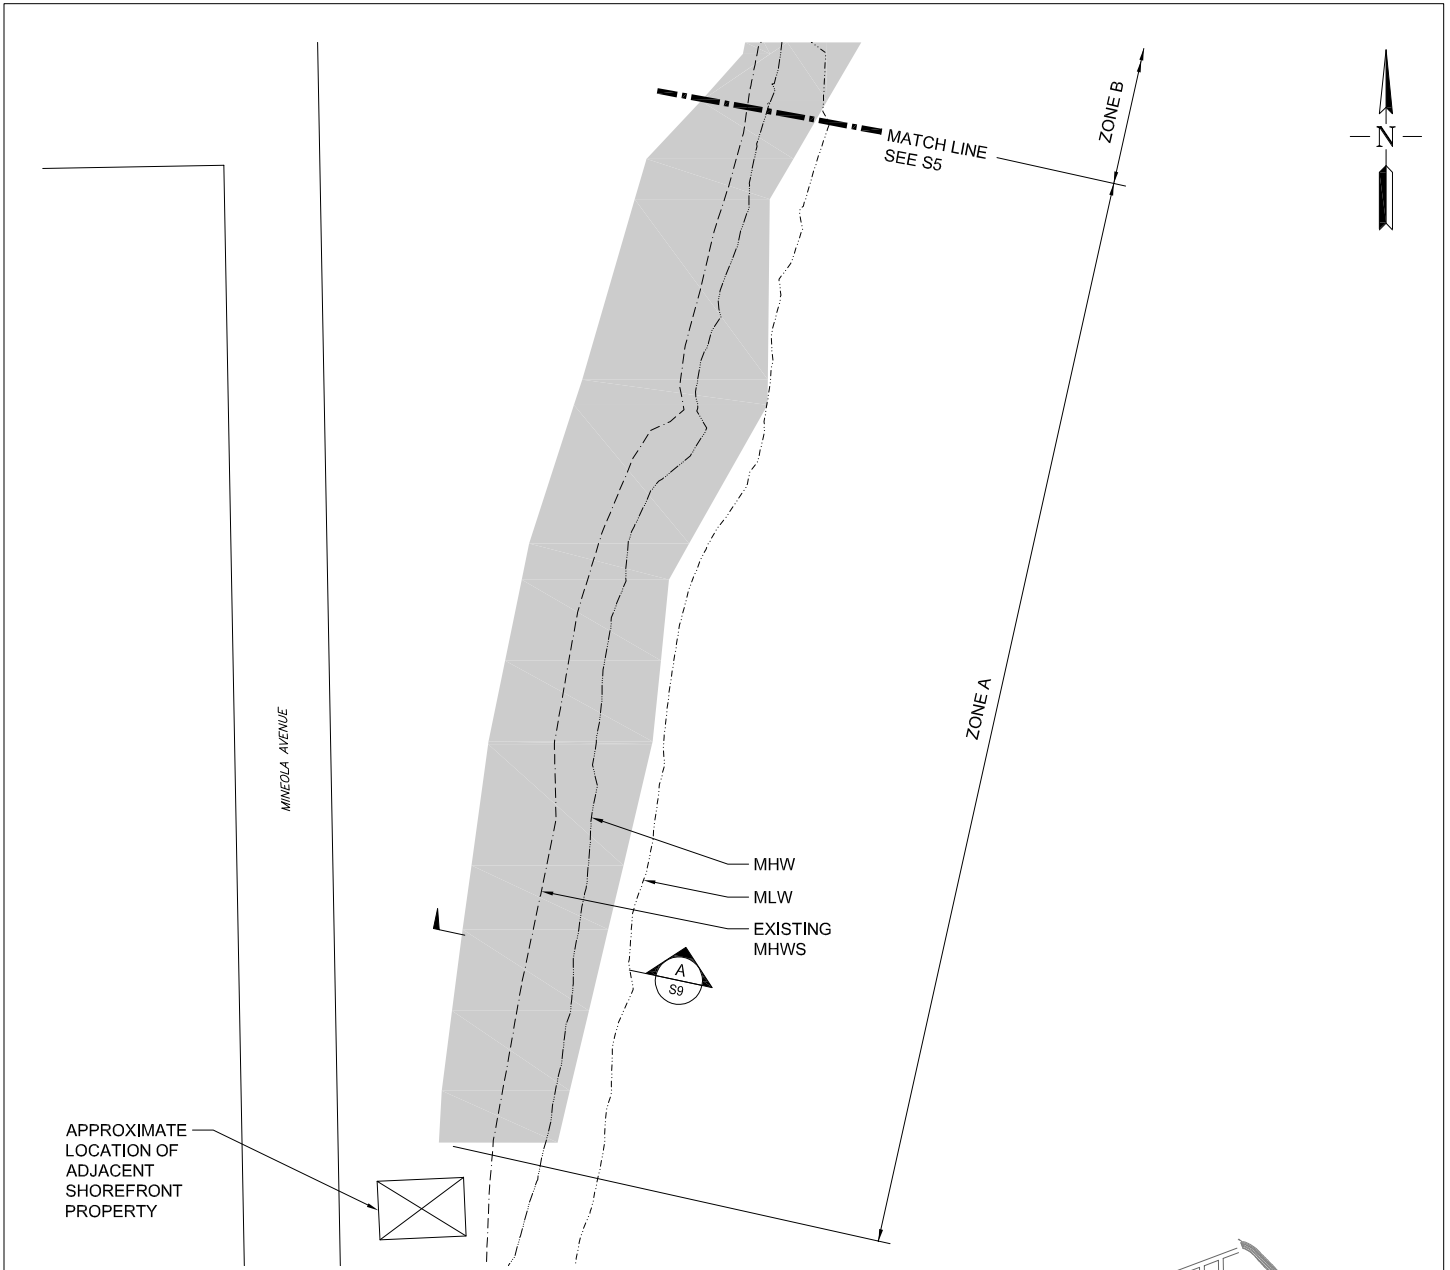 ZONE B
N
MATCH LINE
SEE S5
ZONE A
MINEOLA AVENUE
MHW
MLW
EXISTING
MHWS
A
S9
APPROXIMATE
LOCATION OF
ADJACENT
SHOREFRONT
PROPERTY